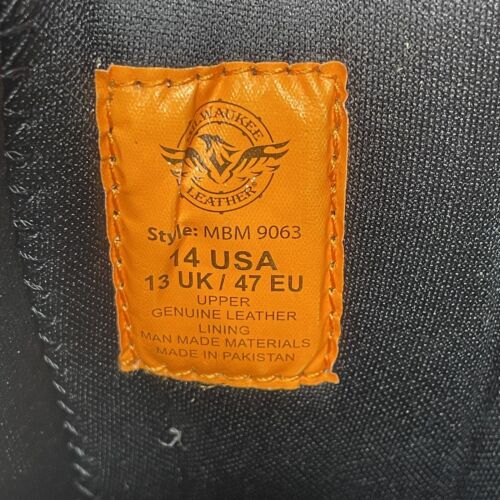 MILWAUKEE
LEATHER®
Style: MBM 9063
14 USA
13 UK / 47 EU
UPPER
GENUINE LEATHER
LINING
MAN MADE MATERIALS
MADE IN PAKISTAN